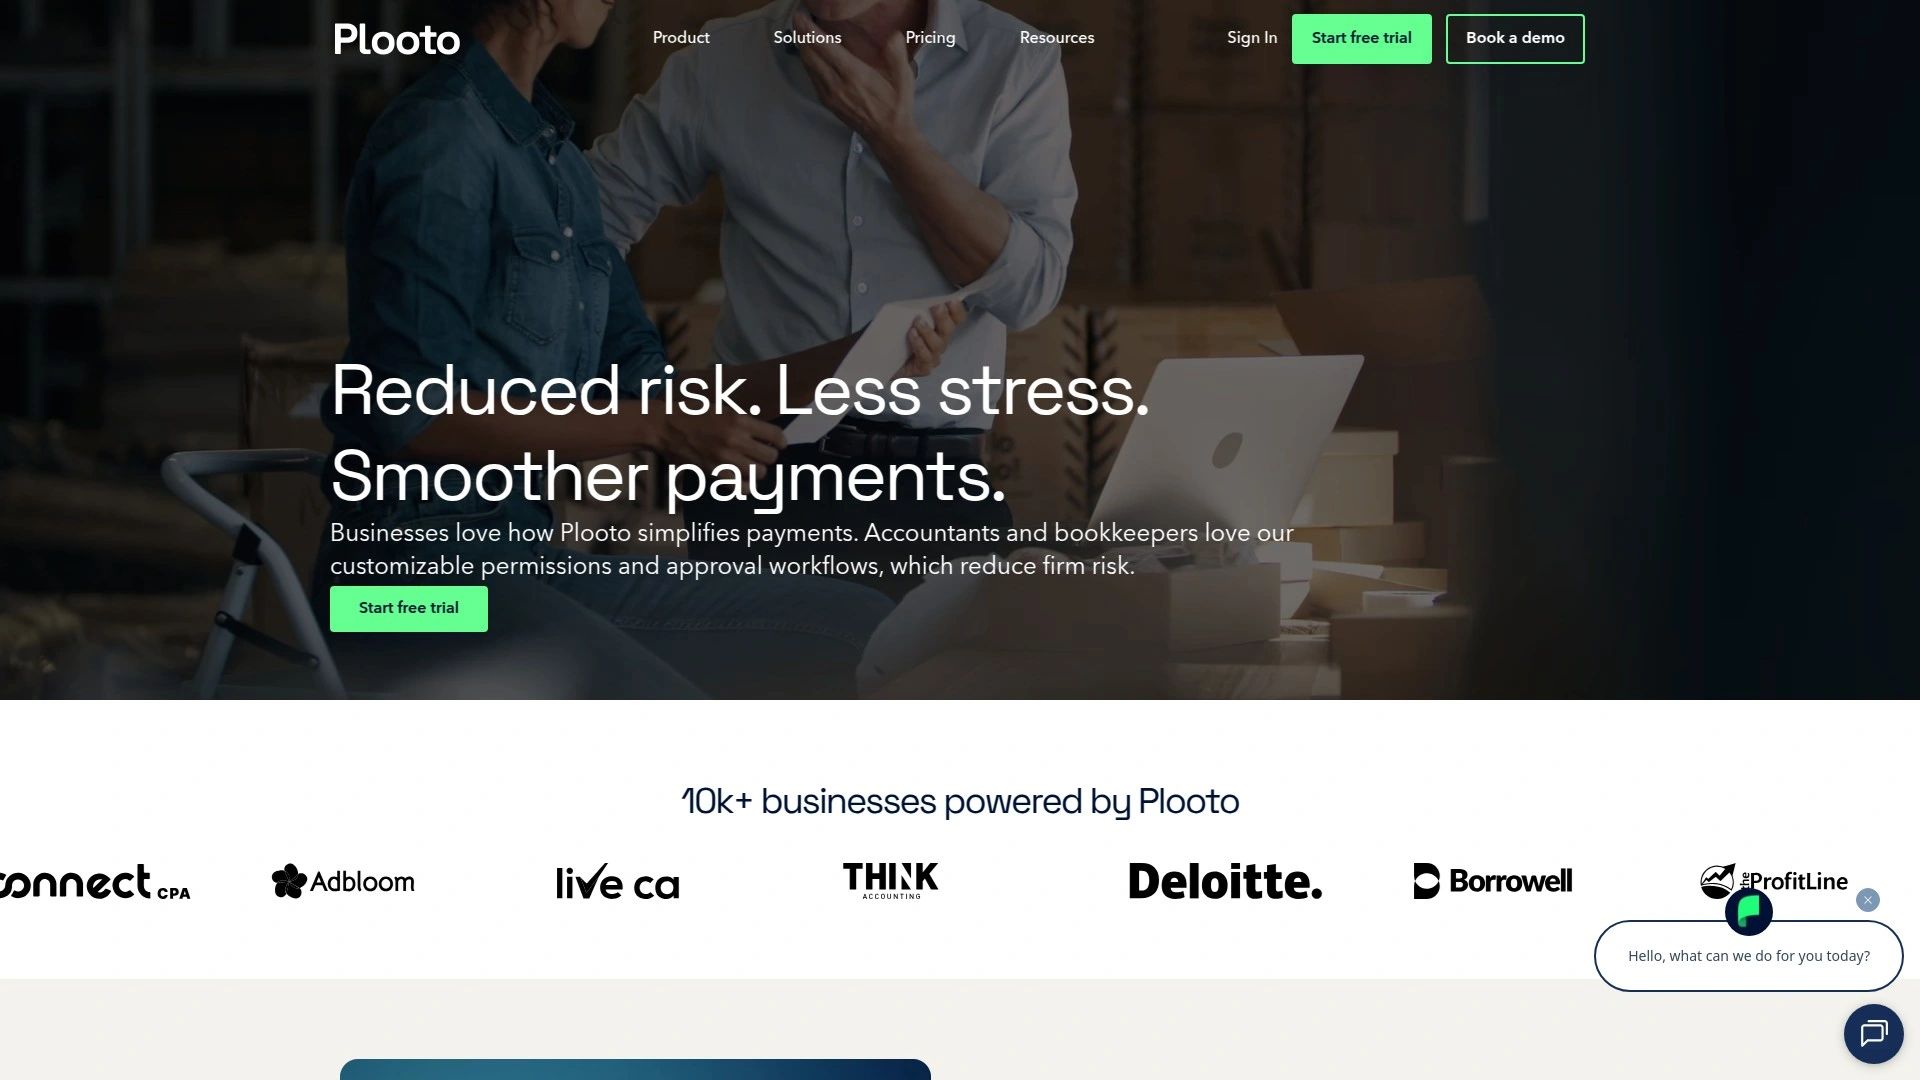 Plooto
Product
Solutions
Pricing
Resources
Sign In
Start free trial
Book a demo
Reduced risk. Less stress.
Smoother payments.
Businesses love how Plooto simplifies payments. Accountants and bookkeepers love our
customizable permissions and approval workflows, which reduce firm risk.
Start free trial
10k+ businesses powered by Plooto
onnect CPA
Adbloom
live ca
THINK
ACCOUNTING
Deloitte.
Borrowell
the ProfitLine
Hello, what can we do for you today?